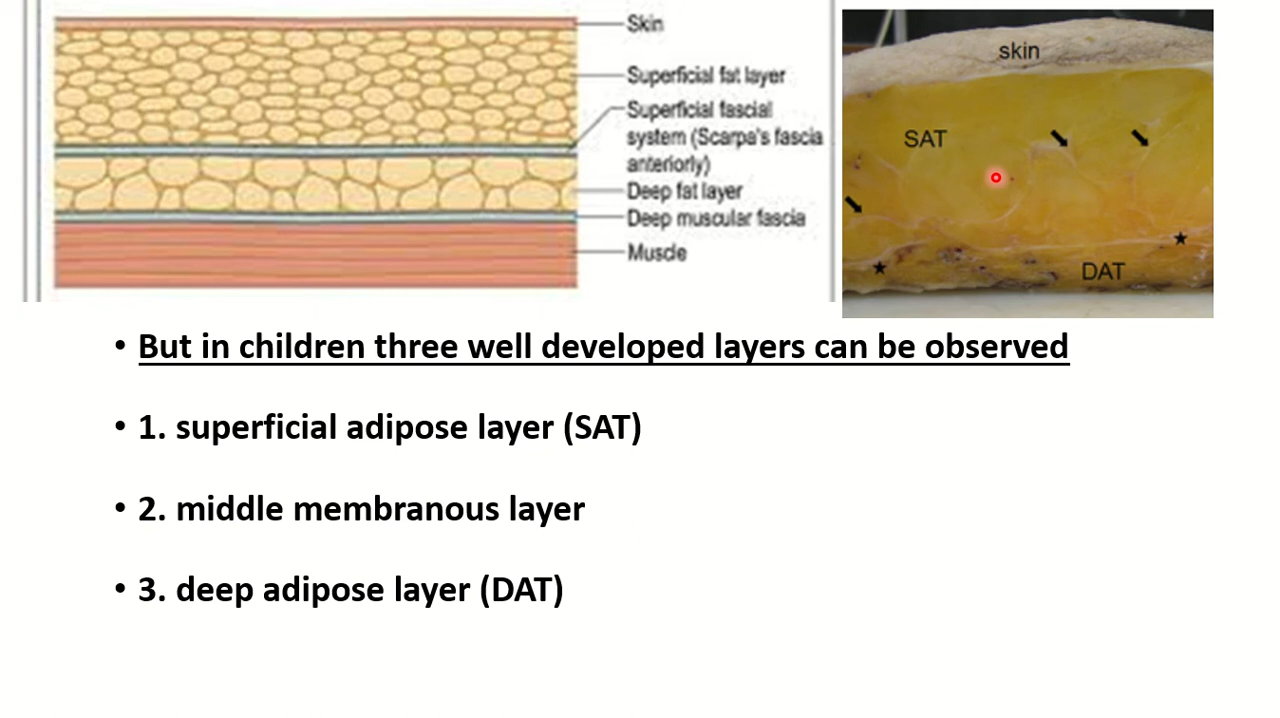 Skin
Superficial fat layer
Superficial fascial
system (Scarpa's fascia
anteriorly)
Deep fat layer
Deep muscular fascia
Muscle
skin
SAT
DAT
• But in children three well developed layers can be observed
• 1. superficial adipose layer (SAT)
• 2. middle membranous layer
• 3. deep adipose layer (DAT)